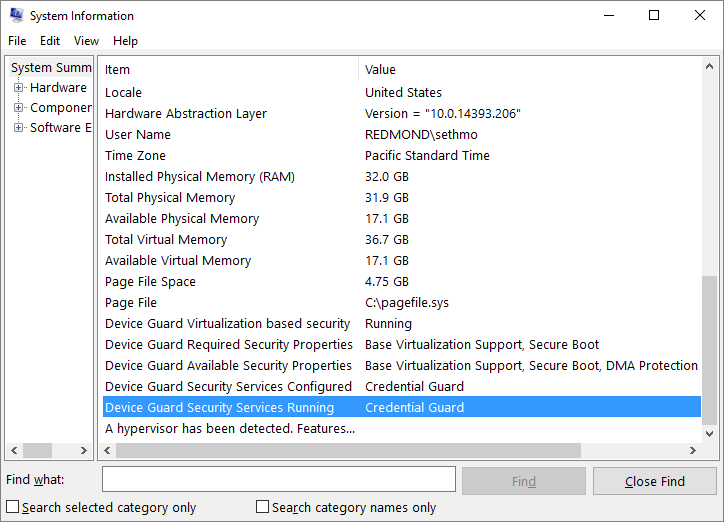 System Information
File Edit View Help
System Summ
Hardware
Componen
Software E
Item Value
Locale United States
Hardware Abstraction Layer Version = "10.0.14393.206"
User Name REDMOND\sethmo
Time Zone Pacific Standard Time
Installed Physical Memory (RAM) 32.0 GB
Total Physical Memory 31.9 GB
Available Physical Memory 17.1 GB
Total Virtual Memory 36.7 GB
Available Virtual Memory 17.1 GB
Page File Space 4.75 GB
Page File C:\pagefile.sys
Device Guard Virtualization based security Running
Device Guard Required Security Properties Base Virtualization Support, Secure Boot
Device Guard Available Security Properties Base Virtualization Support, Secure Boot, DMA Protection
Device Guard Security Services Configured Credential Guard
Device Guard Security Services Running Credential Guard
A hypervisor has been detected. Features...
Find what: Find Close Find
Search selected category only Search category names only